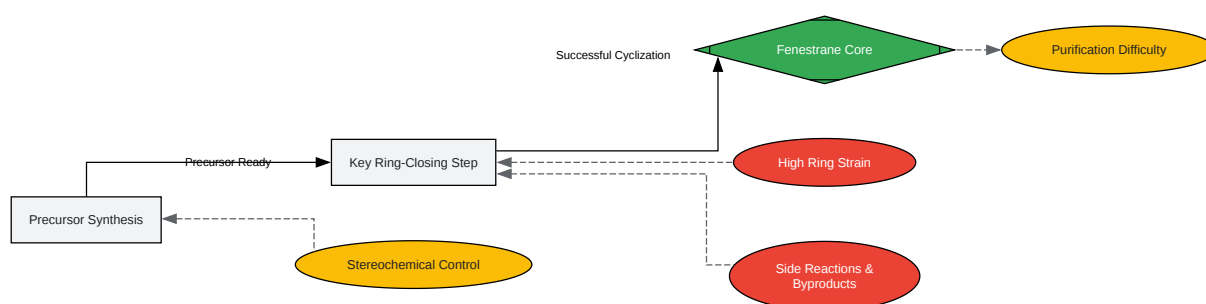 Successful Cyclization
Fenestrane Core
Purification Difficulty
Precursor Ready
Key Ring-Closing Step
High Ring Strain
Precursor Synthesis
Stereochemical Control
Side Reactions &
Byproducts